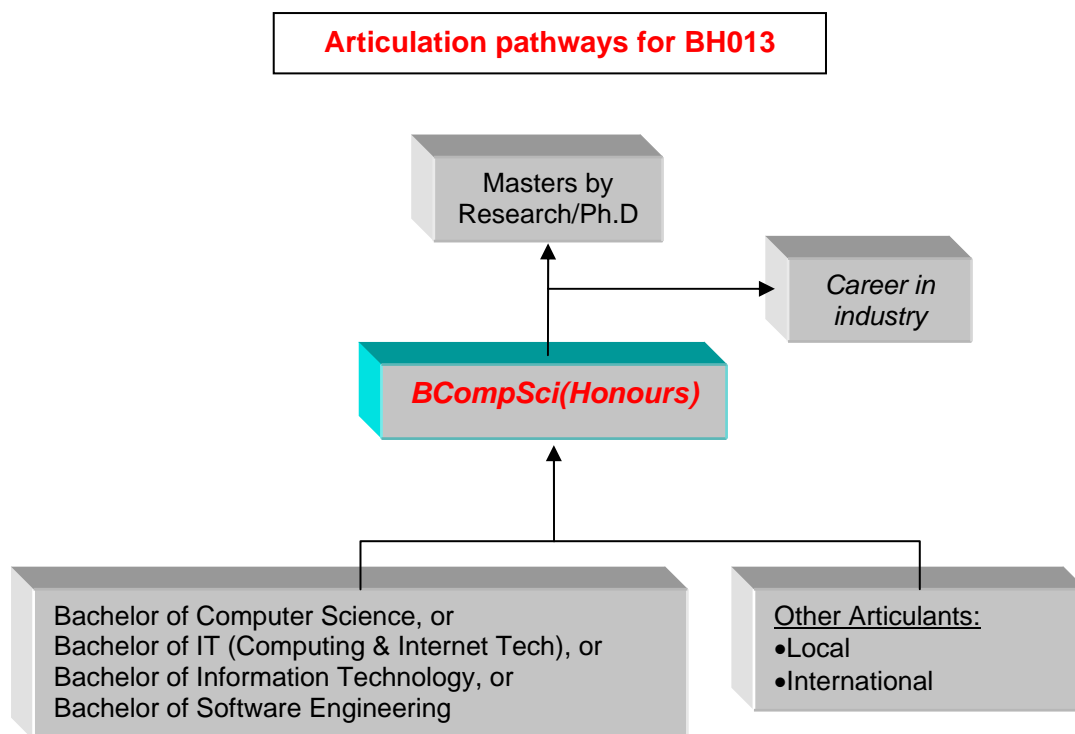 Articulation pathways for BH013
Masters by
Research/Ph.D
Career in
industry
BCompSci(Honours)
Bachelor of Computer Science, or
Bachelor of IT (Computing & Internet Tech), or
Bachelor of Information Technology, or
Bachelor of Software Engineering
Other Articulants:
•Local
•International